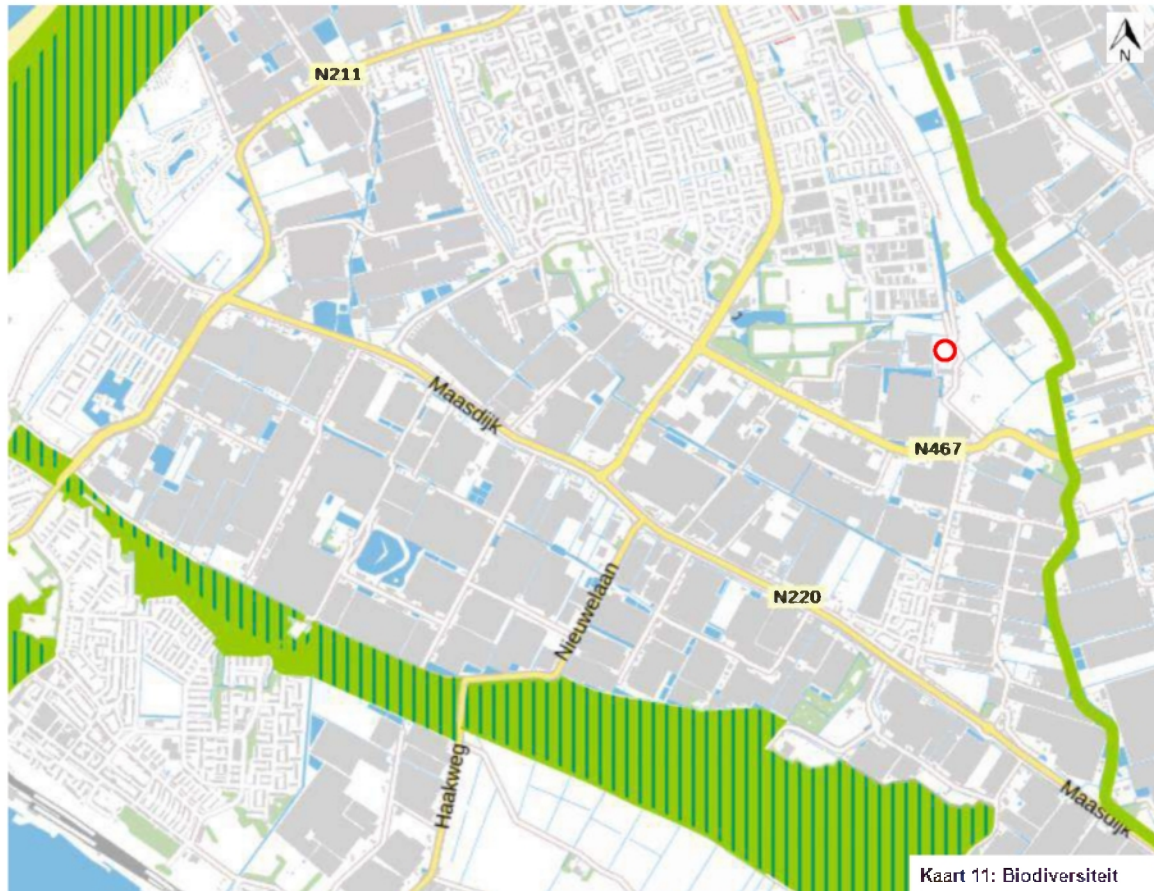 N
N211
Maasdijk
N467
Nieuwelaan
N220
Haakweg
Maasdijk
Kaart 11: Biodiversiteit